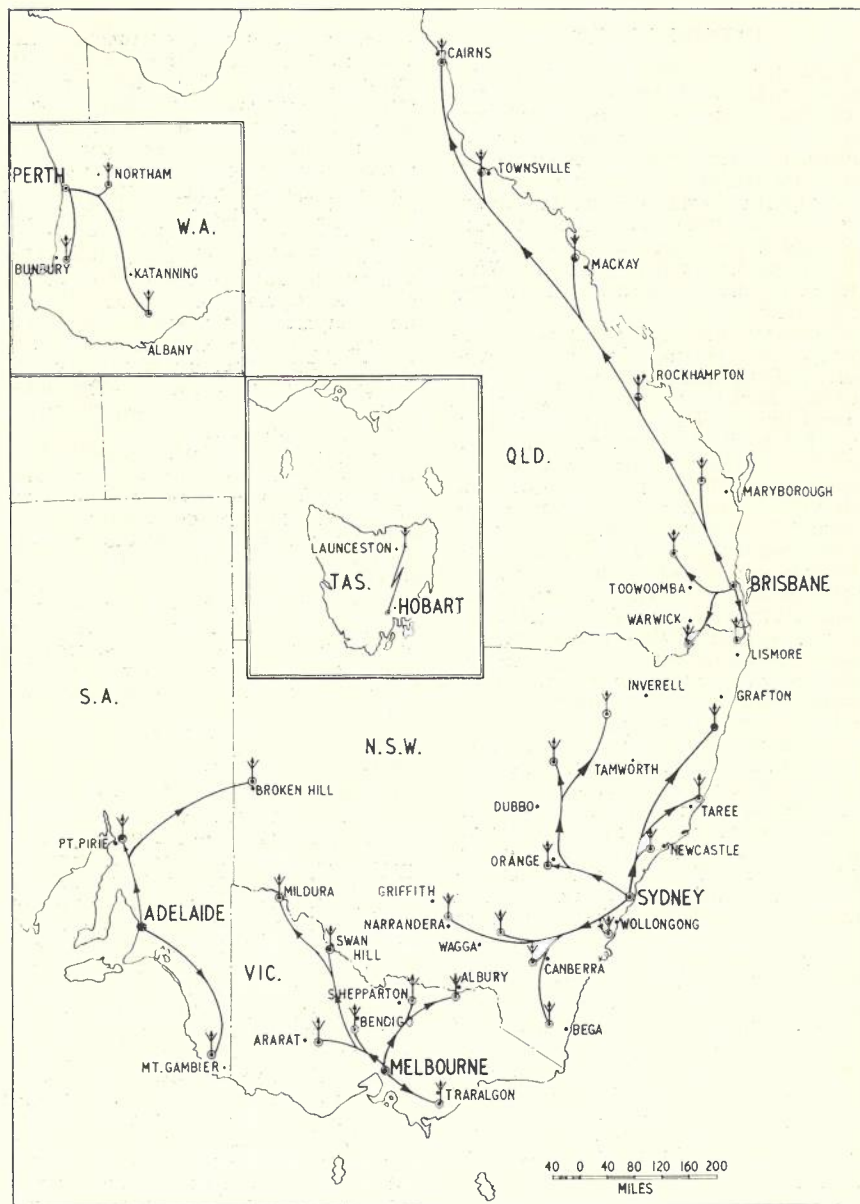 CAIRNS
TOWNSVILLE
PERTH
NORTHAM
W.A.
BUNBURY
KATANNING
ALBANY
MACKAY
ROCKHAMPTON
QLD.
MARYBOROUGH
LAUNCESTON
TAS.
HOBART
TOOWOOMBA
BRISBANE
WARWICK
LISMORE
S.A.
INVERELL
GRAFTON
N.S.W.
TAMWORTH
BROKEN HILL
DUBBO
TAREE
PT. PIRIE
ORANGE
NEWCASTLE
MILDURA
GRIFFITH
SYDNEY
ADELAIDE
NARRANDERA
WOLLONGONG
SWAN
HILL
WAGGA
CANBERRA
VIC.
ALBURY
SHEPPARTON
BENDIGO
BEGA
ARARAT
MT. GAMBIER
MELBOURNE
TRARALGON
40 0 40 80 120 160 200
MILES